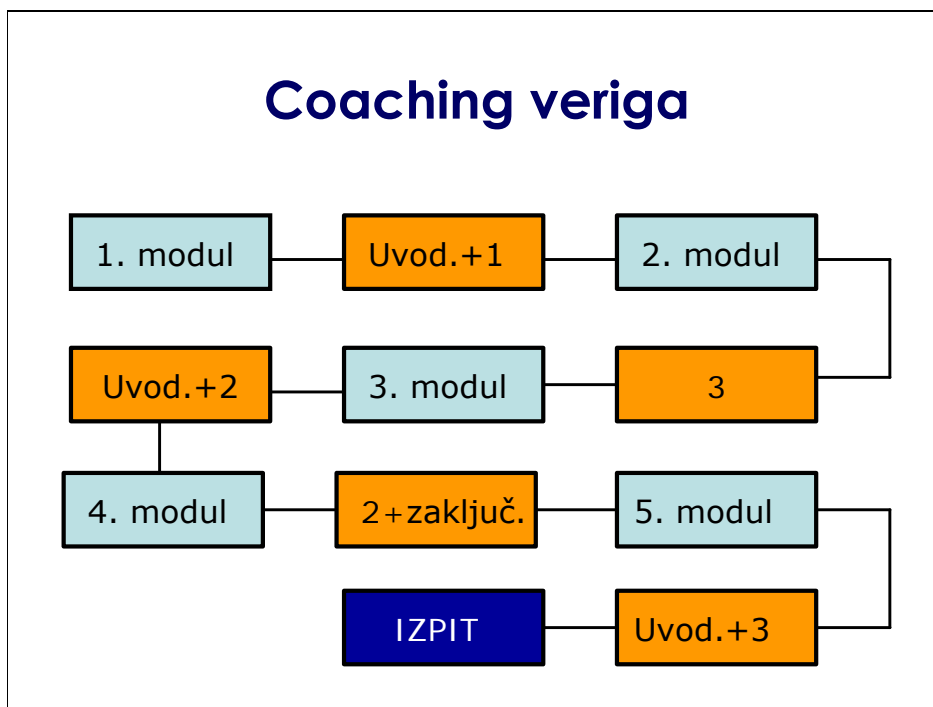 Coaching veriga
1. modul
Uvod.+1
2. modul
Uvod.+2
3. modul
3
4. modul
2+zaključ.
5. modul
IZPIT
Uvod.+3